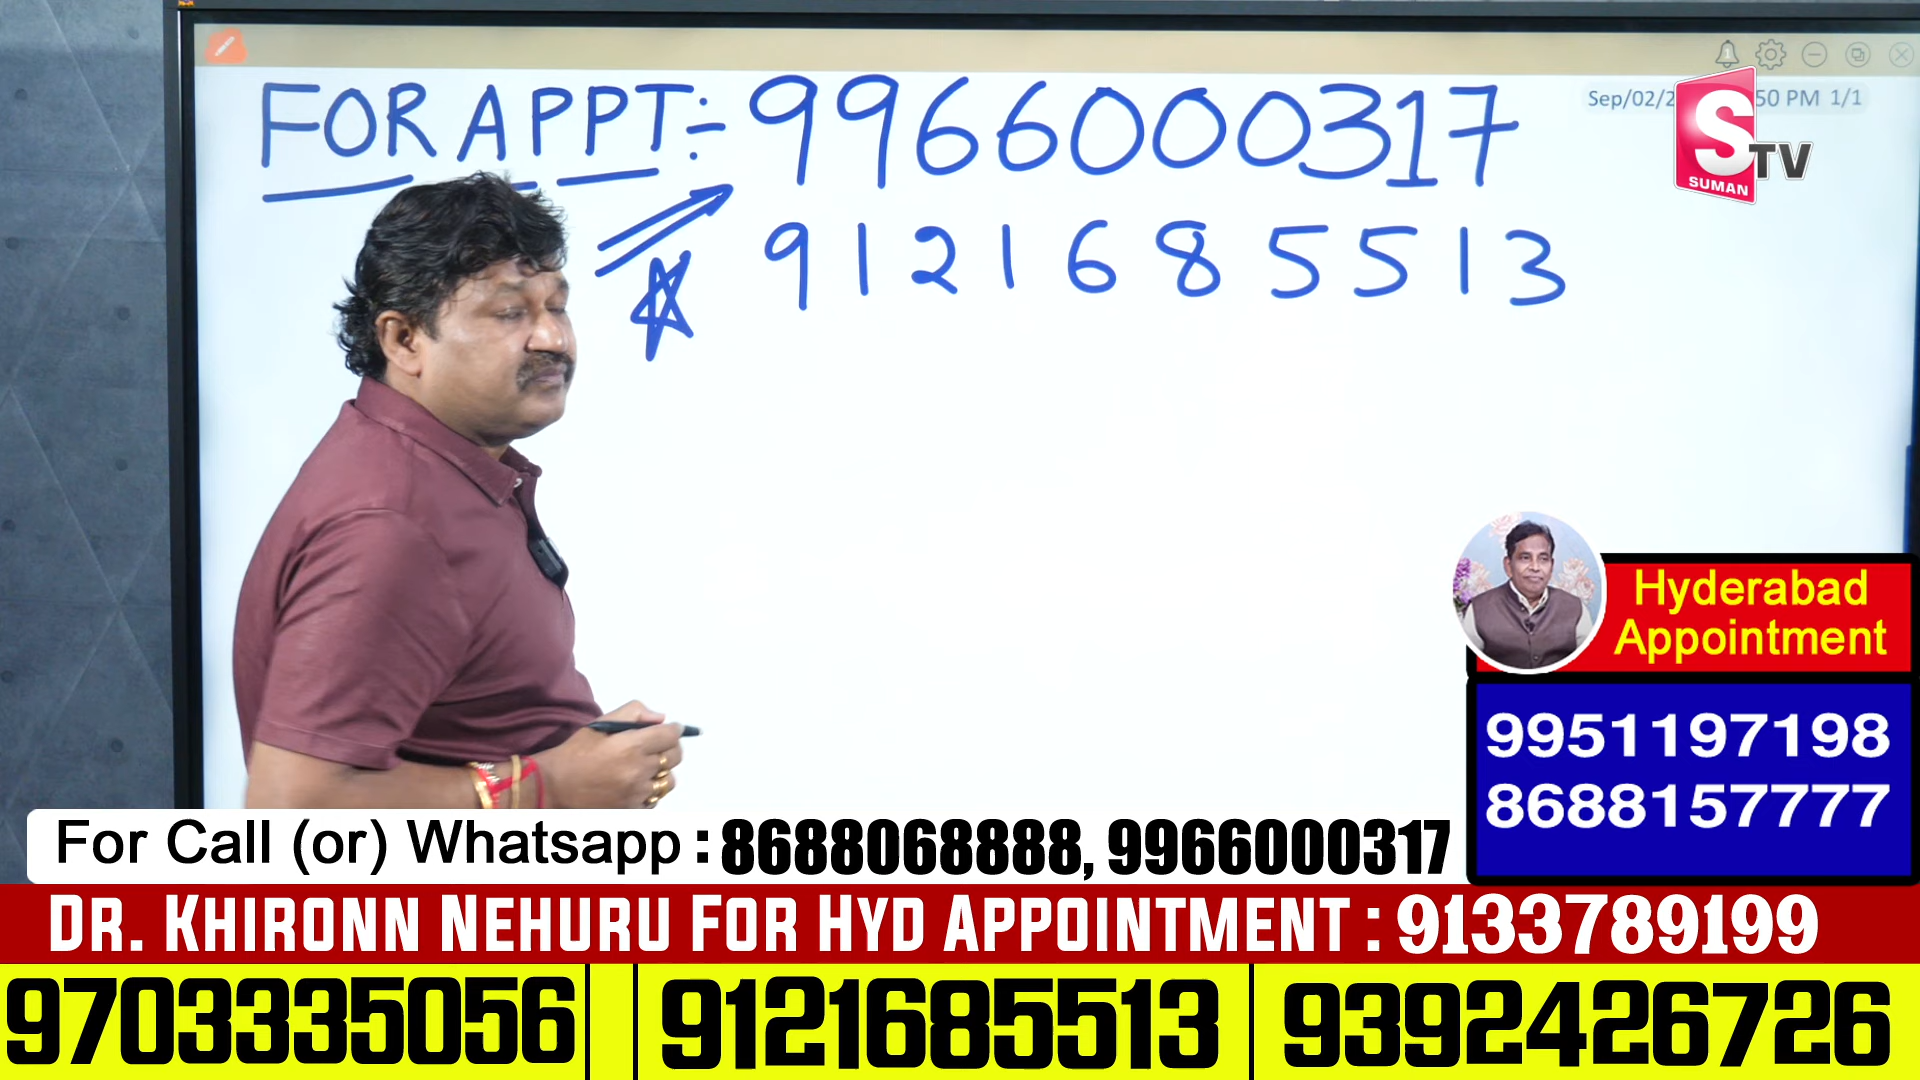 FOR APPT:- 9966000317
Sep/02/2 50 PM 1/1
S TV
SUMAN
9121685513
Hyderabad
Appointment
9951197198
8688157777
For Call (or) Whatsapp : 8688068888, 9966000317
DR. KHIRONN NEHURU FOR HYD APPOINTMENT : 9133789199
9703335056 9121685513 9392426726